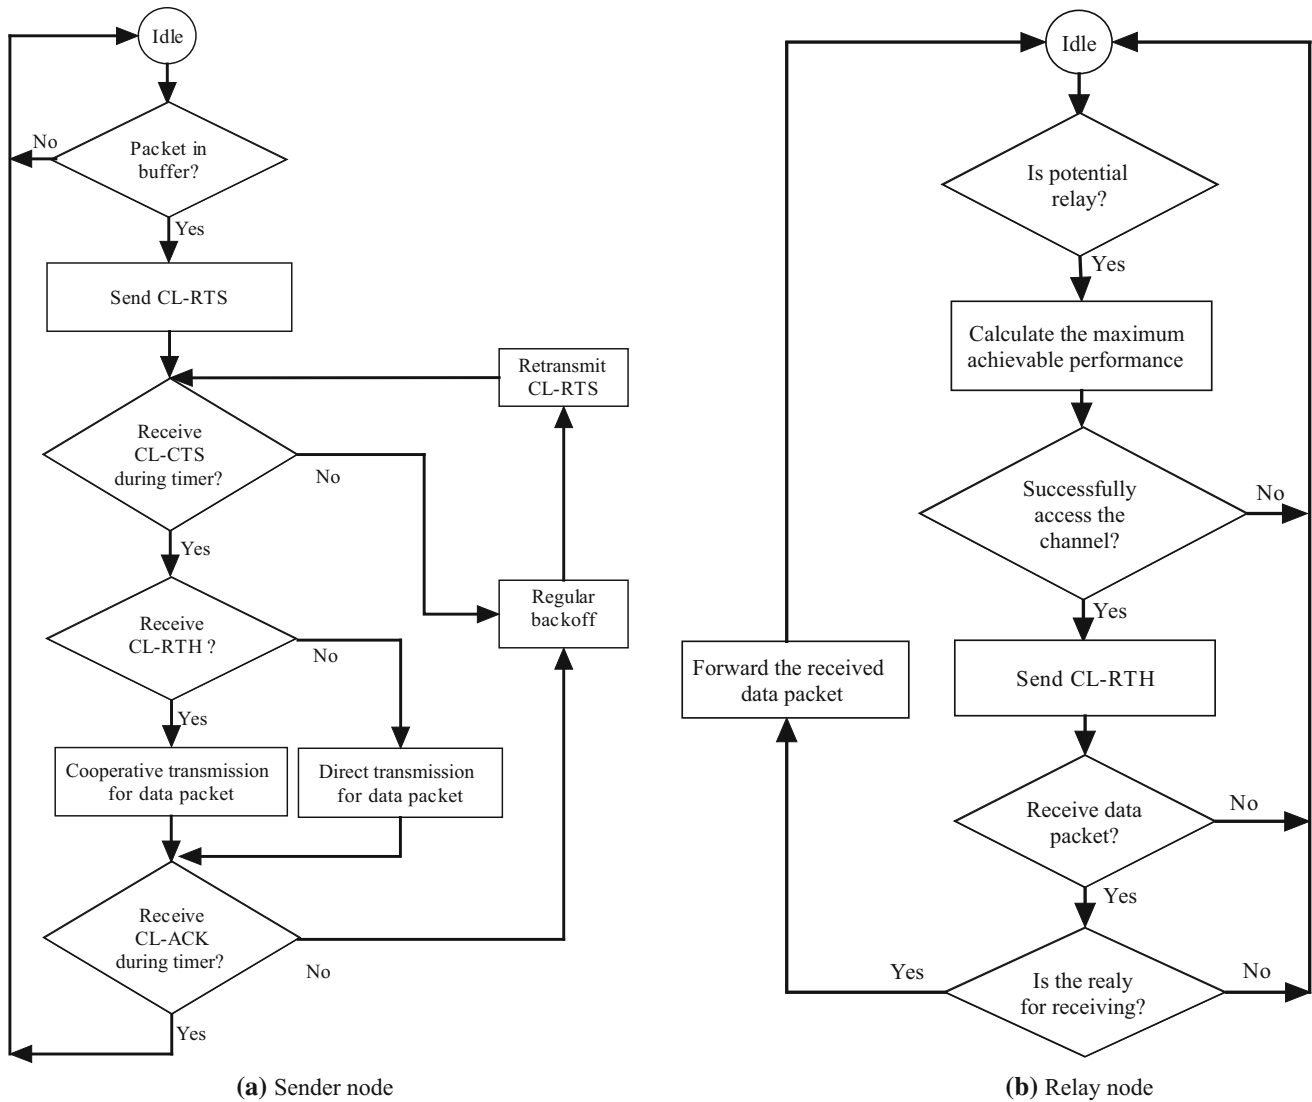 Idle
Packet in
buffer?
No
Yes
Send CL-RTS
Retransmit
CL-RTS
Receive
CL-CTS
during timer?
No
Yes
Regular
backoff
Receive
CL-RTH ?
No
Yes
Cooperative transmission
for data packet
Direct transmission
for data packet
Receive
CL-ACK
during timer?
No
Yes
(a) Sender node
Idle
Is potential
relay?
Yes
Calculate the maximum
achievable performance
Successfully
access the
channel?
No
Yes
Send CL-RTH
Forward the received
data packet
Receive data
packet?
No
Yes
Is the realy
for receiving?
Yes
No
(b) Relay node